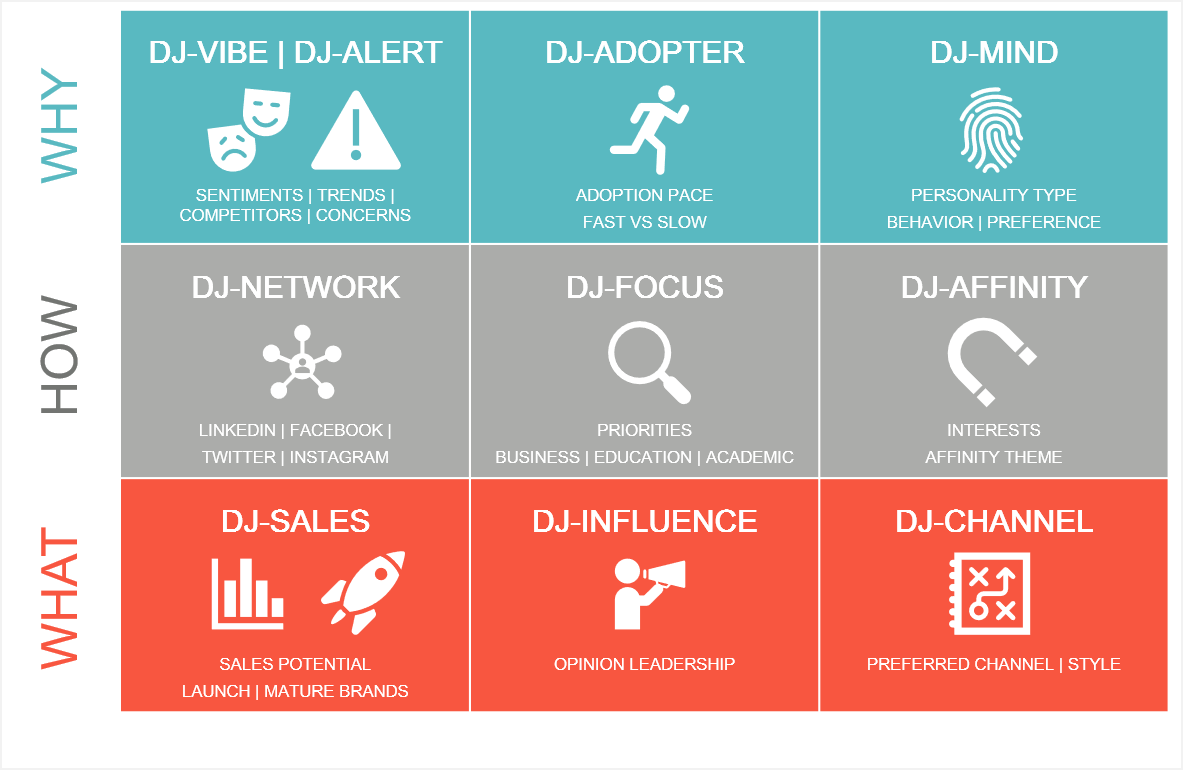 WHY
DJ-VIBE | DJ-ALERT
SENTIMENTS | TRENDS |
COMPETITORS | CONCERNS
DJ-ADOPTER
ADOPTION PACE
FAST VS SLOW
DJ-MIND
PERSONALITY TYPE
BEHAVIOR | PREFERENCE
HOW
DJ-NETWORK
LINKEDIN | FACEBOOK |
TWITTER | INSTAGRAM
DJ-FOCUS
PRIORITIES
BUSINESS | EDUCATION | ACADEMIC
DJ-AFFINITY
INTERESTS
AFFINITY THEME
WHAT
DJ-SALES
SALES POTENTIAL
LAUNCH | MATURE BRANDS
DJ-INFLUENCE
OPINION LEADERSHIP
DJ-CHANNEL
PREFERRED CHANNEL | STYLE